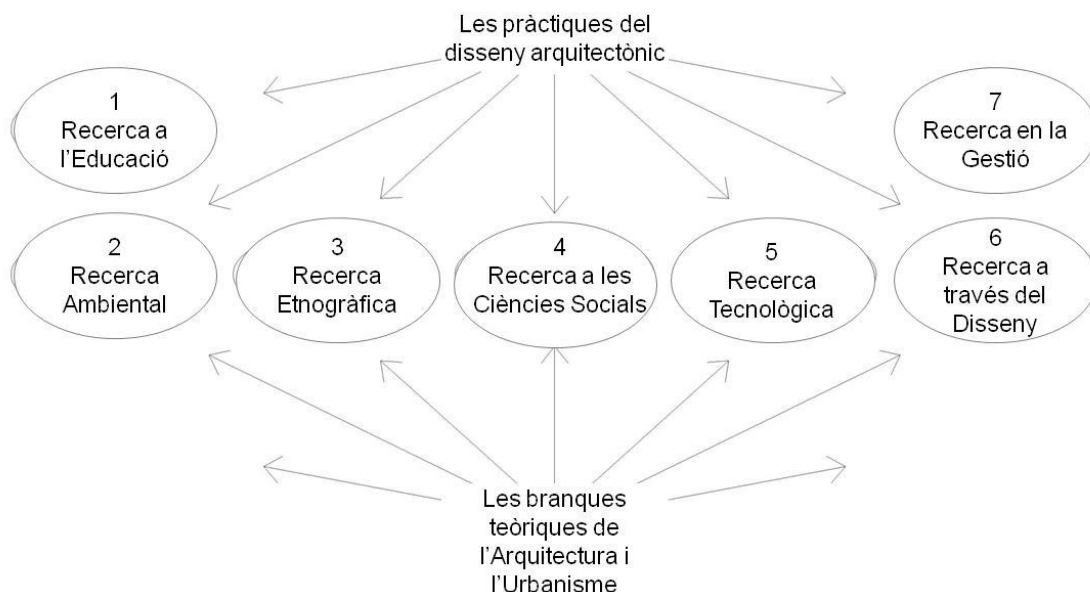 Les pràctiques del
disseny arquitectònic
1
Recerca a
l'Educació
7
Recerca en la
Gestió
2
Recerca
Ambiental
3
Recerca
Etnogràfica
4
Recerca a les
Ciències Socials
5
Recerca
Tecnològica
6
Recerca a
través del
Disseny
Les branques
teòriques de
l'Arquitectura i
l'Urbanisme